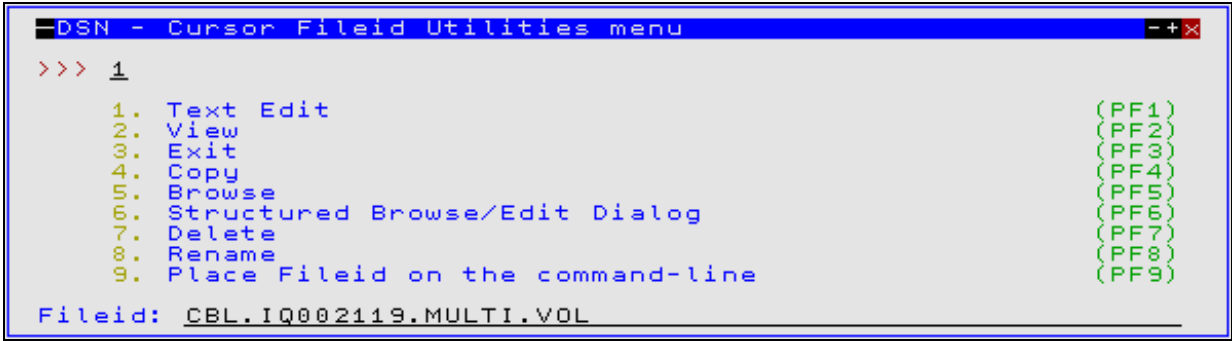 DSN - Cursor Fileid Utilities menu -+x
>>> 1
1. Text Edit (PF1)
2. View (PF2)
3. Exit (PF3)
4. Copy (PF4)
5. Browse (PF5)
6. Structured Browse/Edit Dialog (PF6)
7. Delete (PF7)
8. Rename (PF8)
9. Place Fileid on the command-line (PF9)
Fileid: CBL.IQ002119.MULTI.VOL